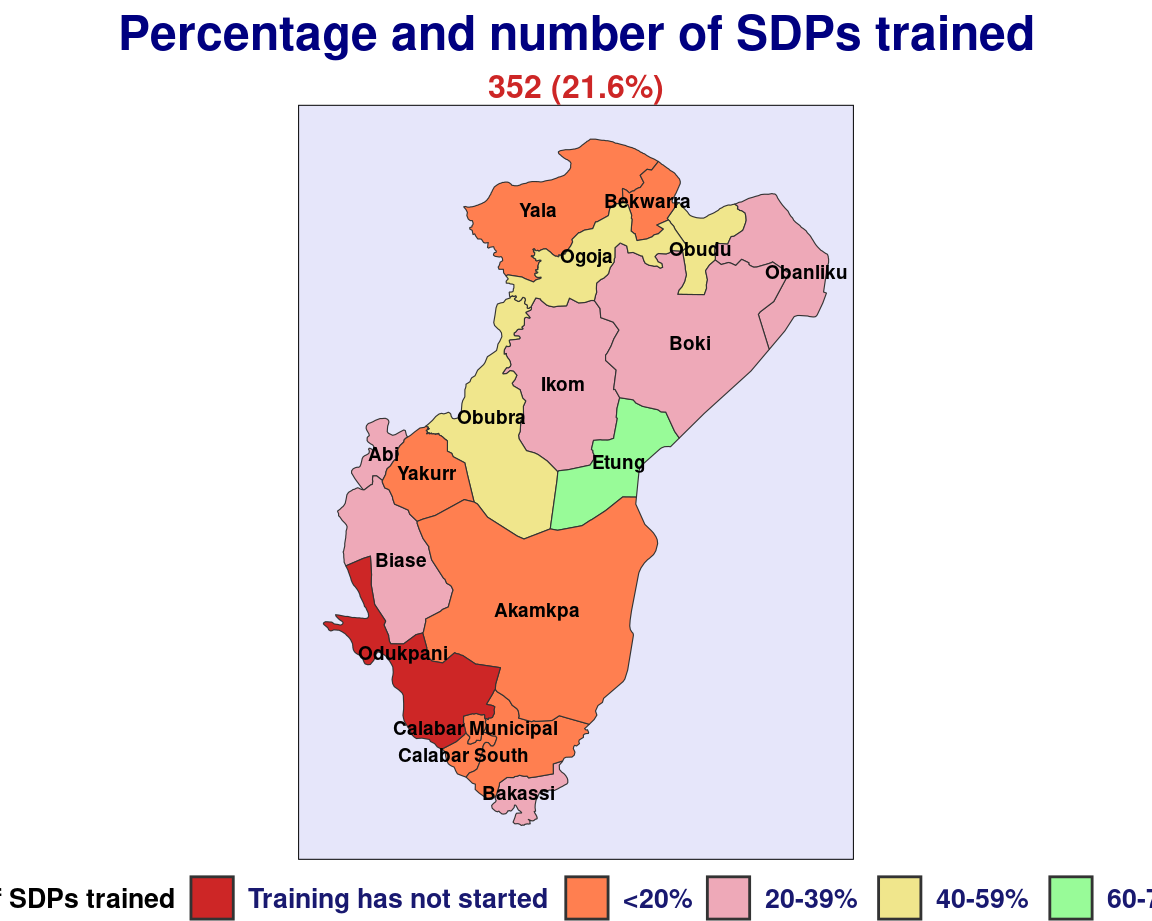 Percentage and number of SDPs trained
352 (21.6%)
Yala
Bekwarra
Ogoja
Obudu
Obanliku
Boki
Ikom
Obubra
Abi
Yakurr
Etung
Biase
Akamkpa
Odukpani
Calabar Municipal
Calabar South
Bakassi
SDPs trained Training has not started <20% 20-39% 40-59% 60-